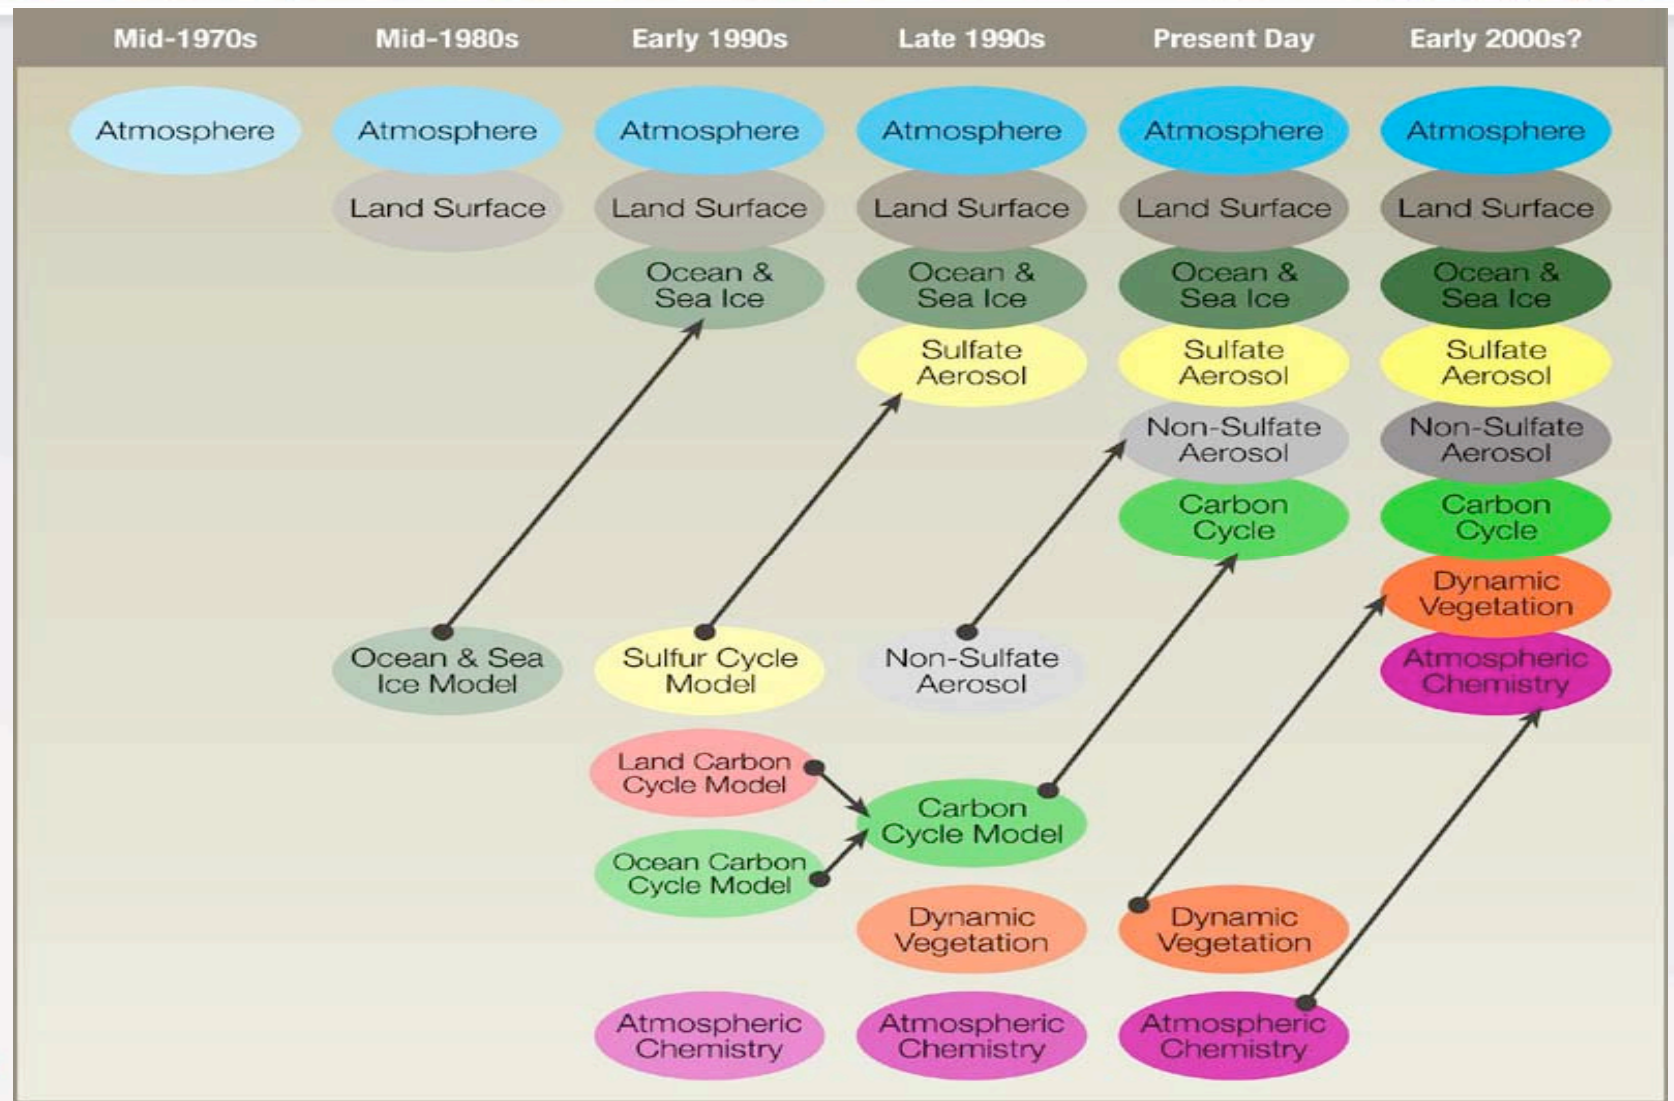 Mid-1970s
Mid-1980s
Early 1990s
Late 1990s
Present Day
Early 2000s?
Atmosphere
Atmosphere
Atmosphere
Atmosphere
Atmosphere
Atmosphere
Land Surface
Land Surface
Land Surface
Land Surface
Land Surface
Ocean &
Sea Ice
Ocean &
Sea Ice
Ocean &
Sea Ice
Ocean &
Sea Ice
Sulfate
Aerosol
Sulfate
Aerosol
Sulfate
Aerosol
Non-Sulfate
Aerosol
Non-Sulfate
Aerosol
Carbon
Cycle
Carbon
Cycle
Dynamic
Vegetation
Ocean & Sea
Ice Model
Sulfur Cycle
Model
Non-Sulfate
Aerosol
Atmospheric
Chemistry
Land Carbon
Cycle Model
Carbon
Cycle Model
Ocean Carbon
Cycle Model
Dynamic
Vegetation
Dynamic
Vegetation
Atmospheric
Chemistry
Atmospheric
Chemistry
Atmospheric
Chemistry